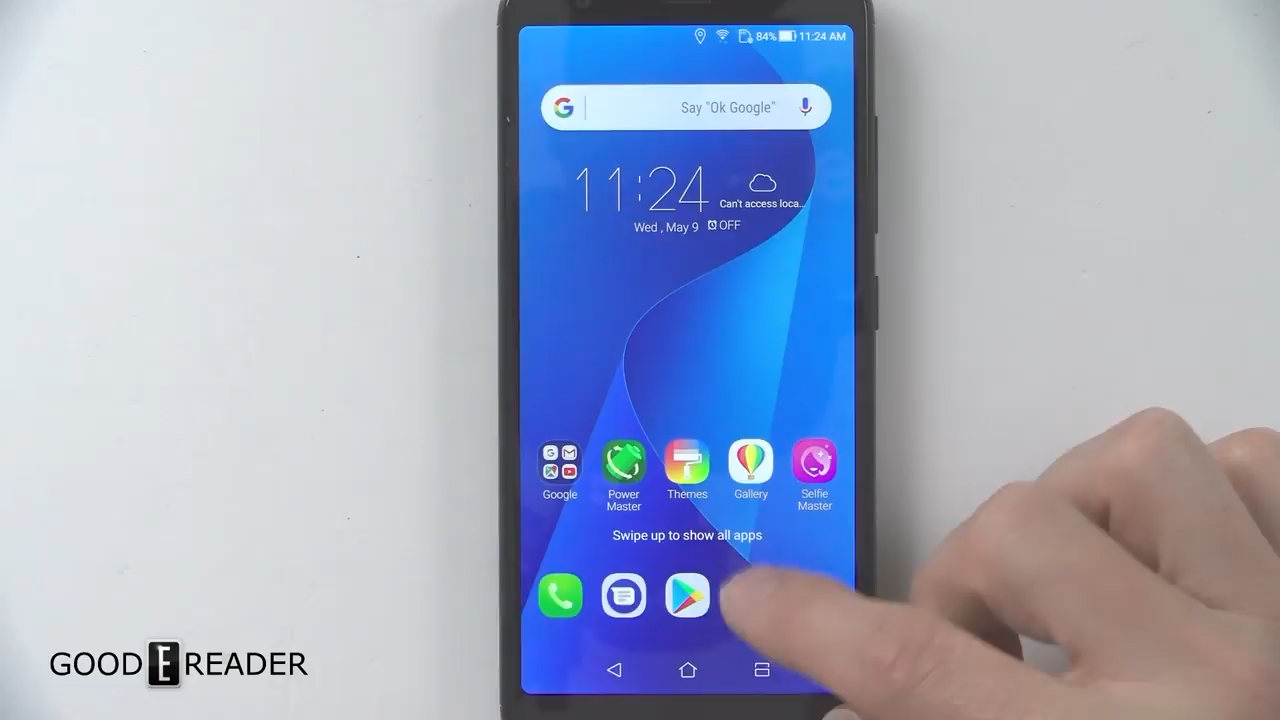 84% 11:24 AM
Say "Ok Google"
11:24
Can't access loca...
Wed , May 9 OFF
Google
Power Master
Themes
Gallery
Selfie Master
Swipe up to show all apps
GOOD E READER